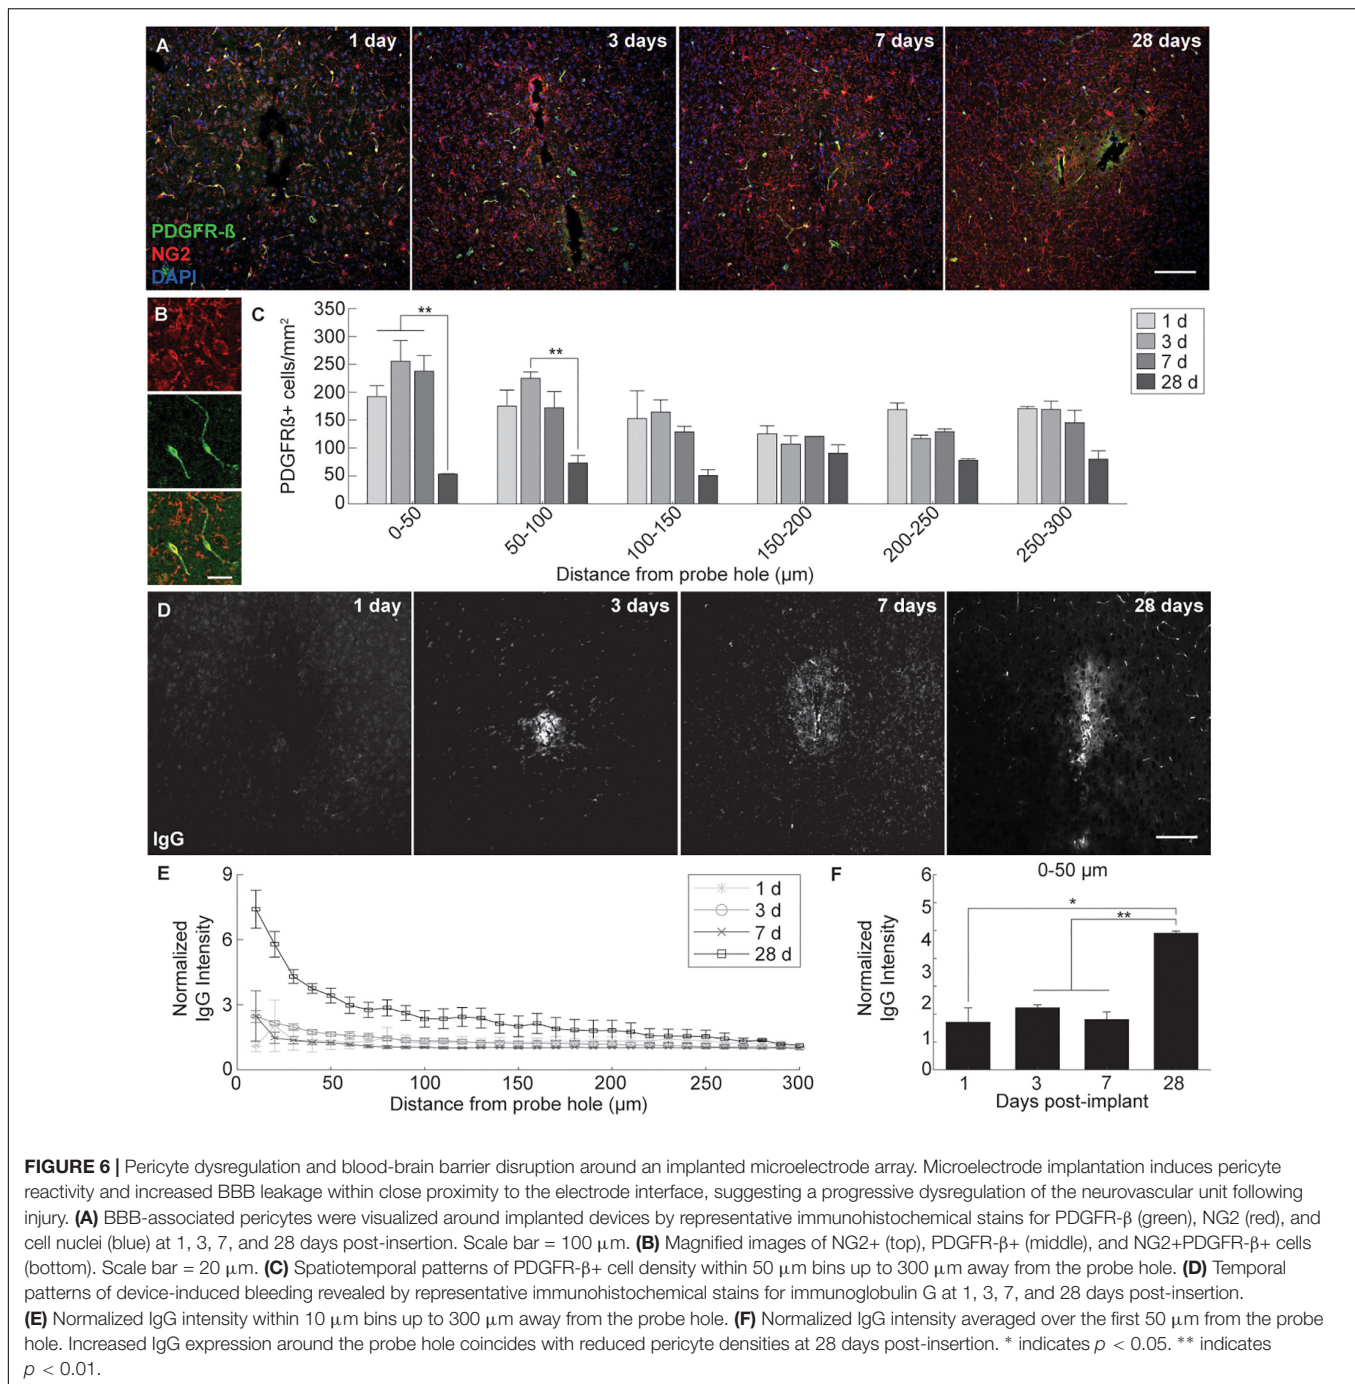 A
1 day
3 days
7 days
28 days
PDGFR-ß
NG2
DAPI
B
C
PDGFRß+ cells/mm²
350
300
250
200
150
100
50
0
**
**
1 d
3 d
7 d
28 d
0-50
50-100
100-150
150-200
200-250
250-300
Distance from probe hole (µm)
D
1 day
3 days
7 days
28 days
IgG
E
Normalized
IgG Intensity
9
6
3
0
1 d
3 d
7 d
28 d
0
50
100
150
200
250
300
Distance from probe hole (µm)
F
0-50 µm
Normalized
IgG Intensity
6
5
4
3
2
1
0
*
**
1
3
7
28
Days post-implant
FIGURE 6 | Pericyte dysregulation and blood-brain barrier disruption around an implanted microelectrode array. Microelectrode implantation induces pericyte
reactivity and increased BBB leakage within close proximity to the electrode interface, suggesting a progressive dysregulation of the neurovascular unit following
injury. (A) BBB-associated pericytes were visualized around implanted devices by representative immunohistochemical stains for PDGFR-β (green), NG2 (red), and
cell nuclei (blue) at 1, 3, 7, and 28 days post-insertion. Scale bar = 100 µm. (B) Magnified images of NG2+ (top), PDGFR-β+ (middle), and NG2+PDGFR-β+ cells
(bottom). Scale bar = 20 µm. (C) Spatiotemporal patterns of PDGFR-β+ cell density within 50 µm bins up to 300 µm away from the probe hole. (D) Temporal
patterns of device-induced bleeding revealed by representative immunohistochemical stains for immunoglobulin G at 1, 3, 7, and 28 days post-insertion.
(E) Normalized IgG intensity within 10 µm bins up to 300 µm away from the probe hole. (F) Normalized IgG intensity averaged over the first 50 µm from the probe
hole. Increased IgG expression around the probe hole coincides with reduced pericyte densities at 28 days post-insertion. * indicates p < 0.05. ** indicates
p < 0.01.